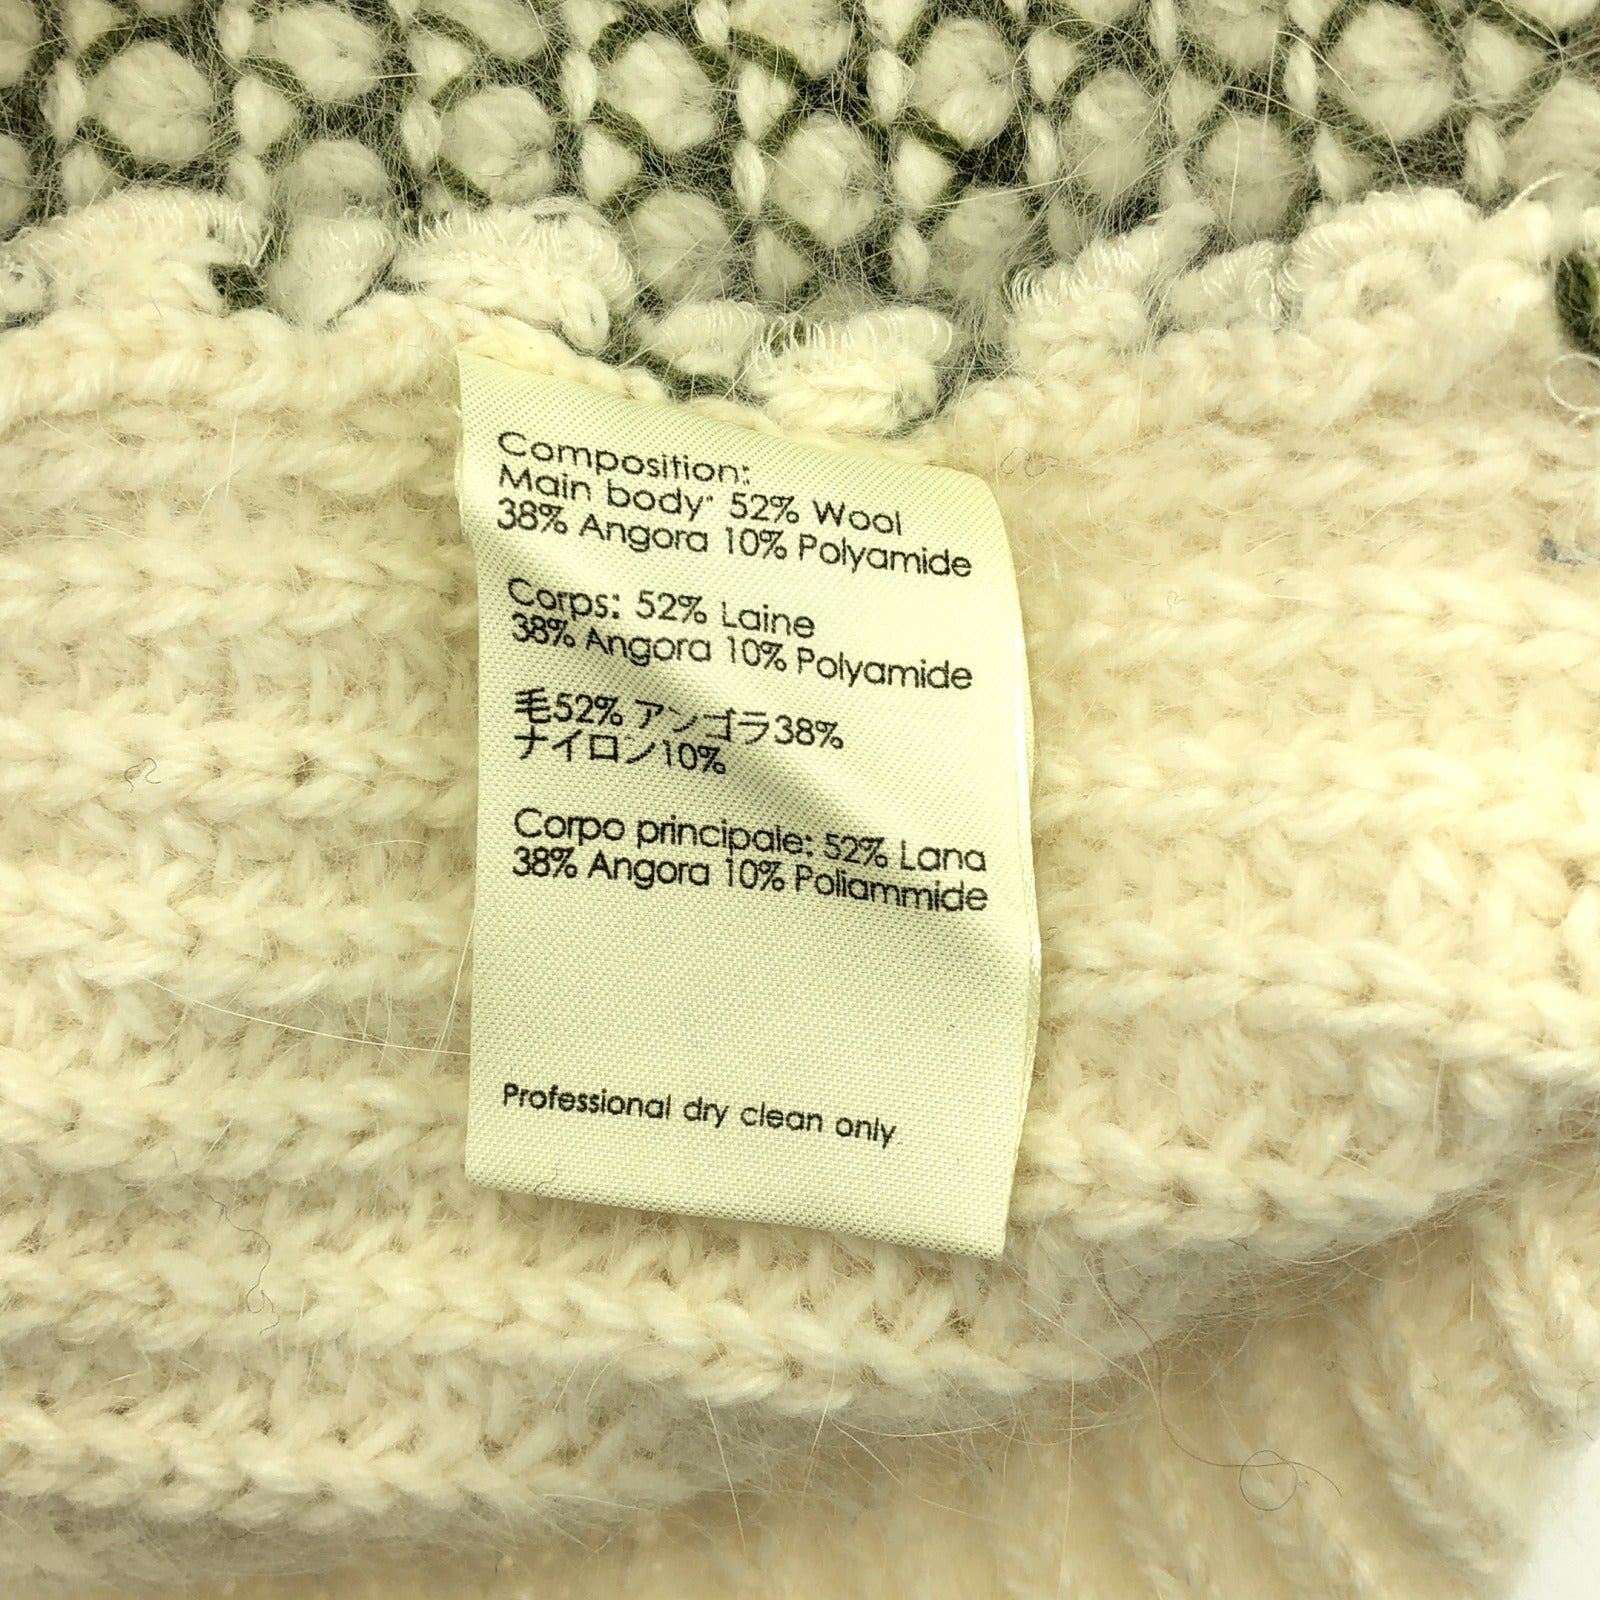 Composition:
Main body: 52% Wool
38% Angora 10% Polyamide
Corps: 52% Laine
38% Angora 10% Polyamide
毛52% アンゴラ38%
ナイロン10%
Corpo principale: 52% Lana
38% Angora 10% Poliammide
Professional dry clean only.